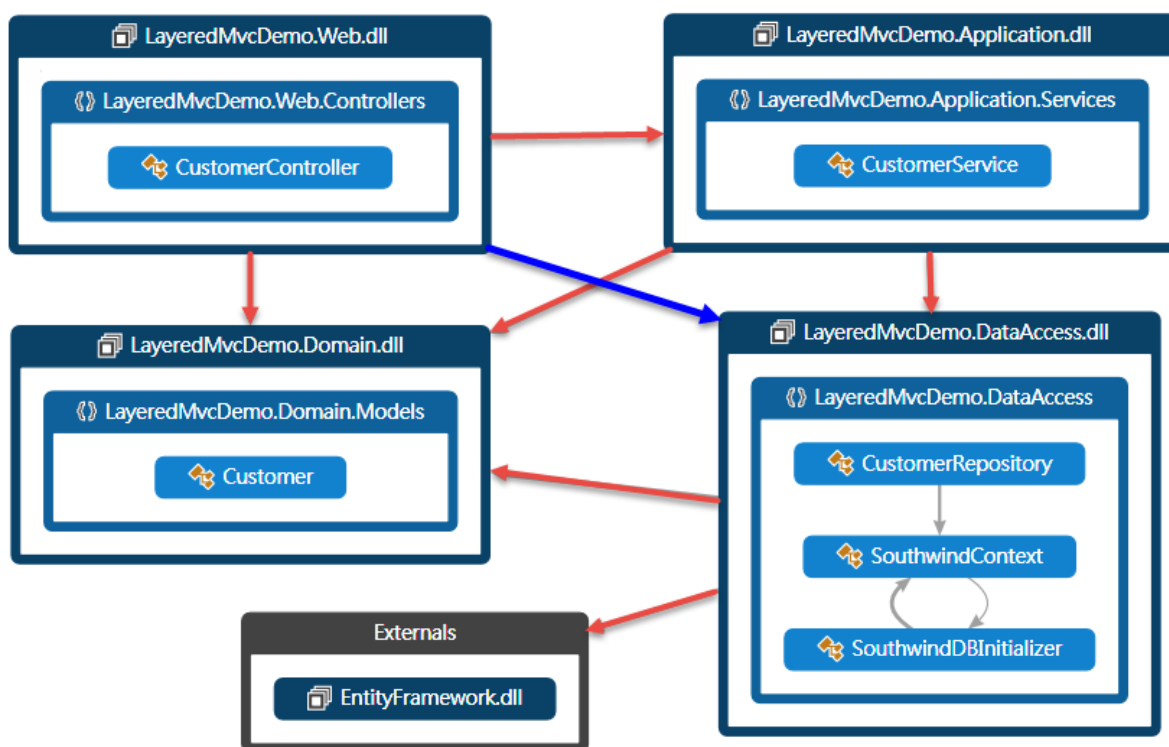 LayeredMvcDemo.Web.dll
LayeredMvcDemo.Web.Controllers
CustomerController
LayeredMvcDemo.Application.dll
LayeredMvcDemo.Application.Services
CustomerService
LayeredMvcDemo.Domain.dll
LayeredMvcDemo.Domain.Models
Customer
LayeredMvcDemo.DataAccess.dll
LayeredMvcDemo.DataAccess
CustomerRepository
SouthwindContext
SouthwindDBInitializer
Externals
EntityFramework.dll